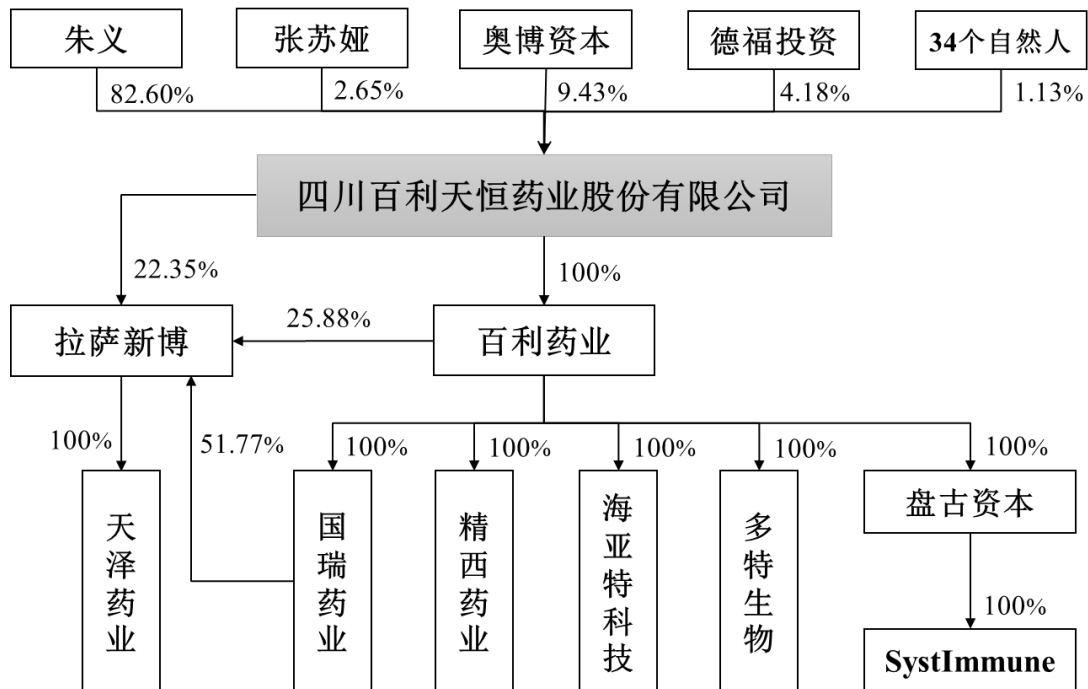 朱义
张苏娅
奥博资本
德福投资
34个自然人
82.60%
2.65%
9.43%
4.18%
1.13%
四川百利天恒药业股份有限公司
22.35%
100%
拉萨新博
25.88%
百利药业
100%
51.77%
100%
100%
100%
100%
100%
天泽药业
国瑞药业
精西药业
海亚特科技
多特生物
盘古资本
100%
SystImmune